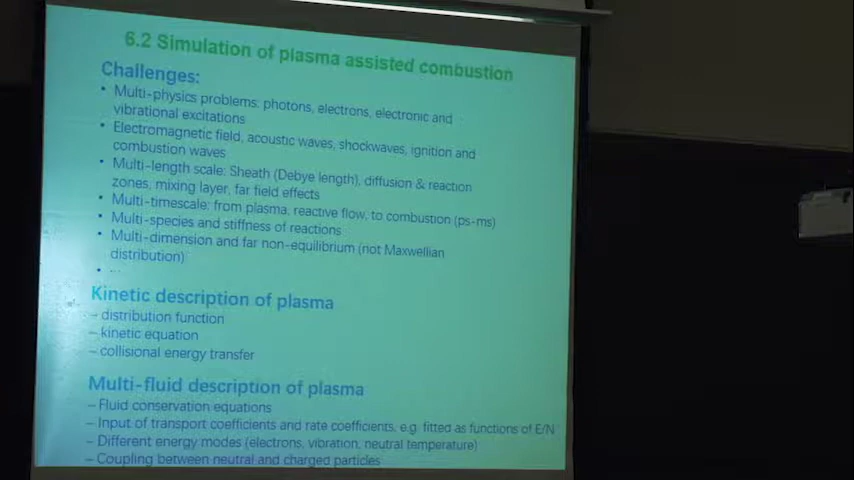 6.2 Simulation of plasma assisted combustion
Challenges:
• Multi-physics problems: photons, electrons, electronic and
vibrational excitations
• Electromagnetic field, acoustic waves, shockwaves, ignition and
combustion waves
• Multi-length scale: Sheath (Debye length), diffusion & reaction
zones, mixing layer, far field effects
• Multi-timescale: from plasma, reactive flow, to combustion (ps-ms)
• Multi-species and stiffness of reactions
• Multi-dimension and far non-equilibrium (not Maxwellian
distribution)
• ...
Kinetic description of plasma
– distribution function
– kinetic equation
– collisional energy transfer
Multi-fluid description of plasma
– Fluid conservation equations
– Input of transport coefficients and rate coefficients, e.g. fitted as functions of E/N
– Different energy modes (electrons, vibration, neutral temperature)
– Coupling between neutral and charged particles